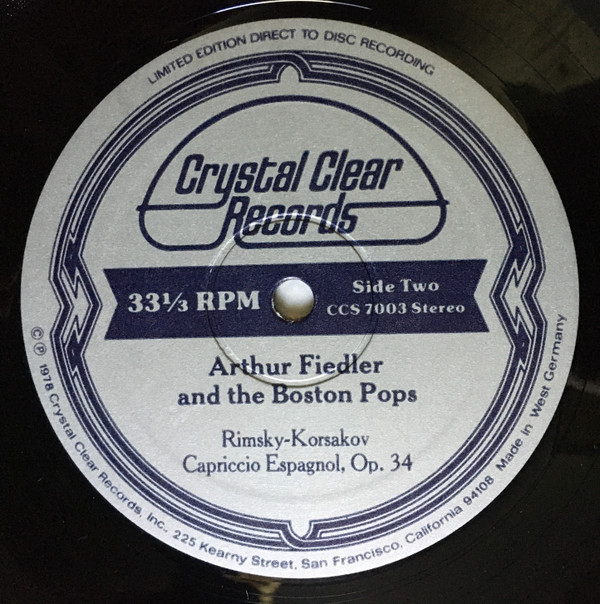 LIMITED EDITION DIRECT TO DISC RECORDING
Crystal Clear
Records
33⅓ RPM
Side Two
CCS 7003 Stereo
Arthur Fiedler
and the Boston Pops
Rimsky-Korsakov
Capriccio Espagnol, Op. 34
©℗ 1978 Crystal Clear Records, Inc., 225 Kearny Street, San Francisco, California 94108 Made in West Germany